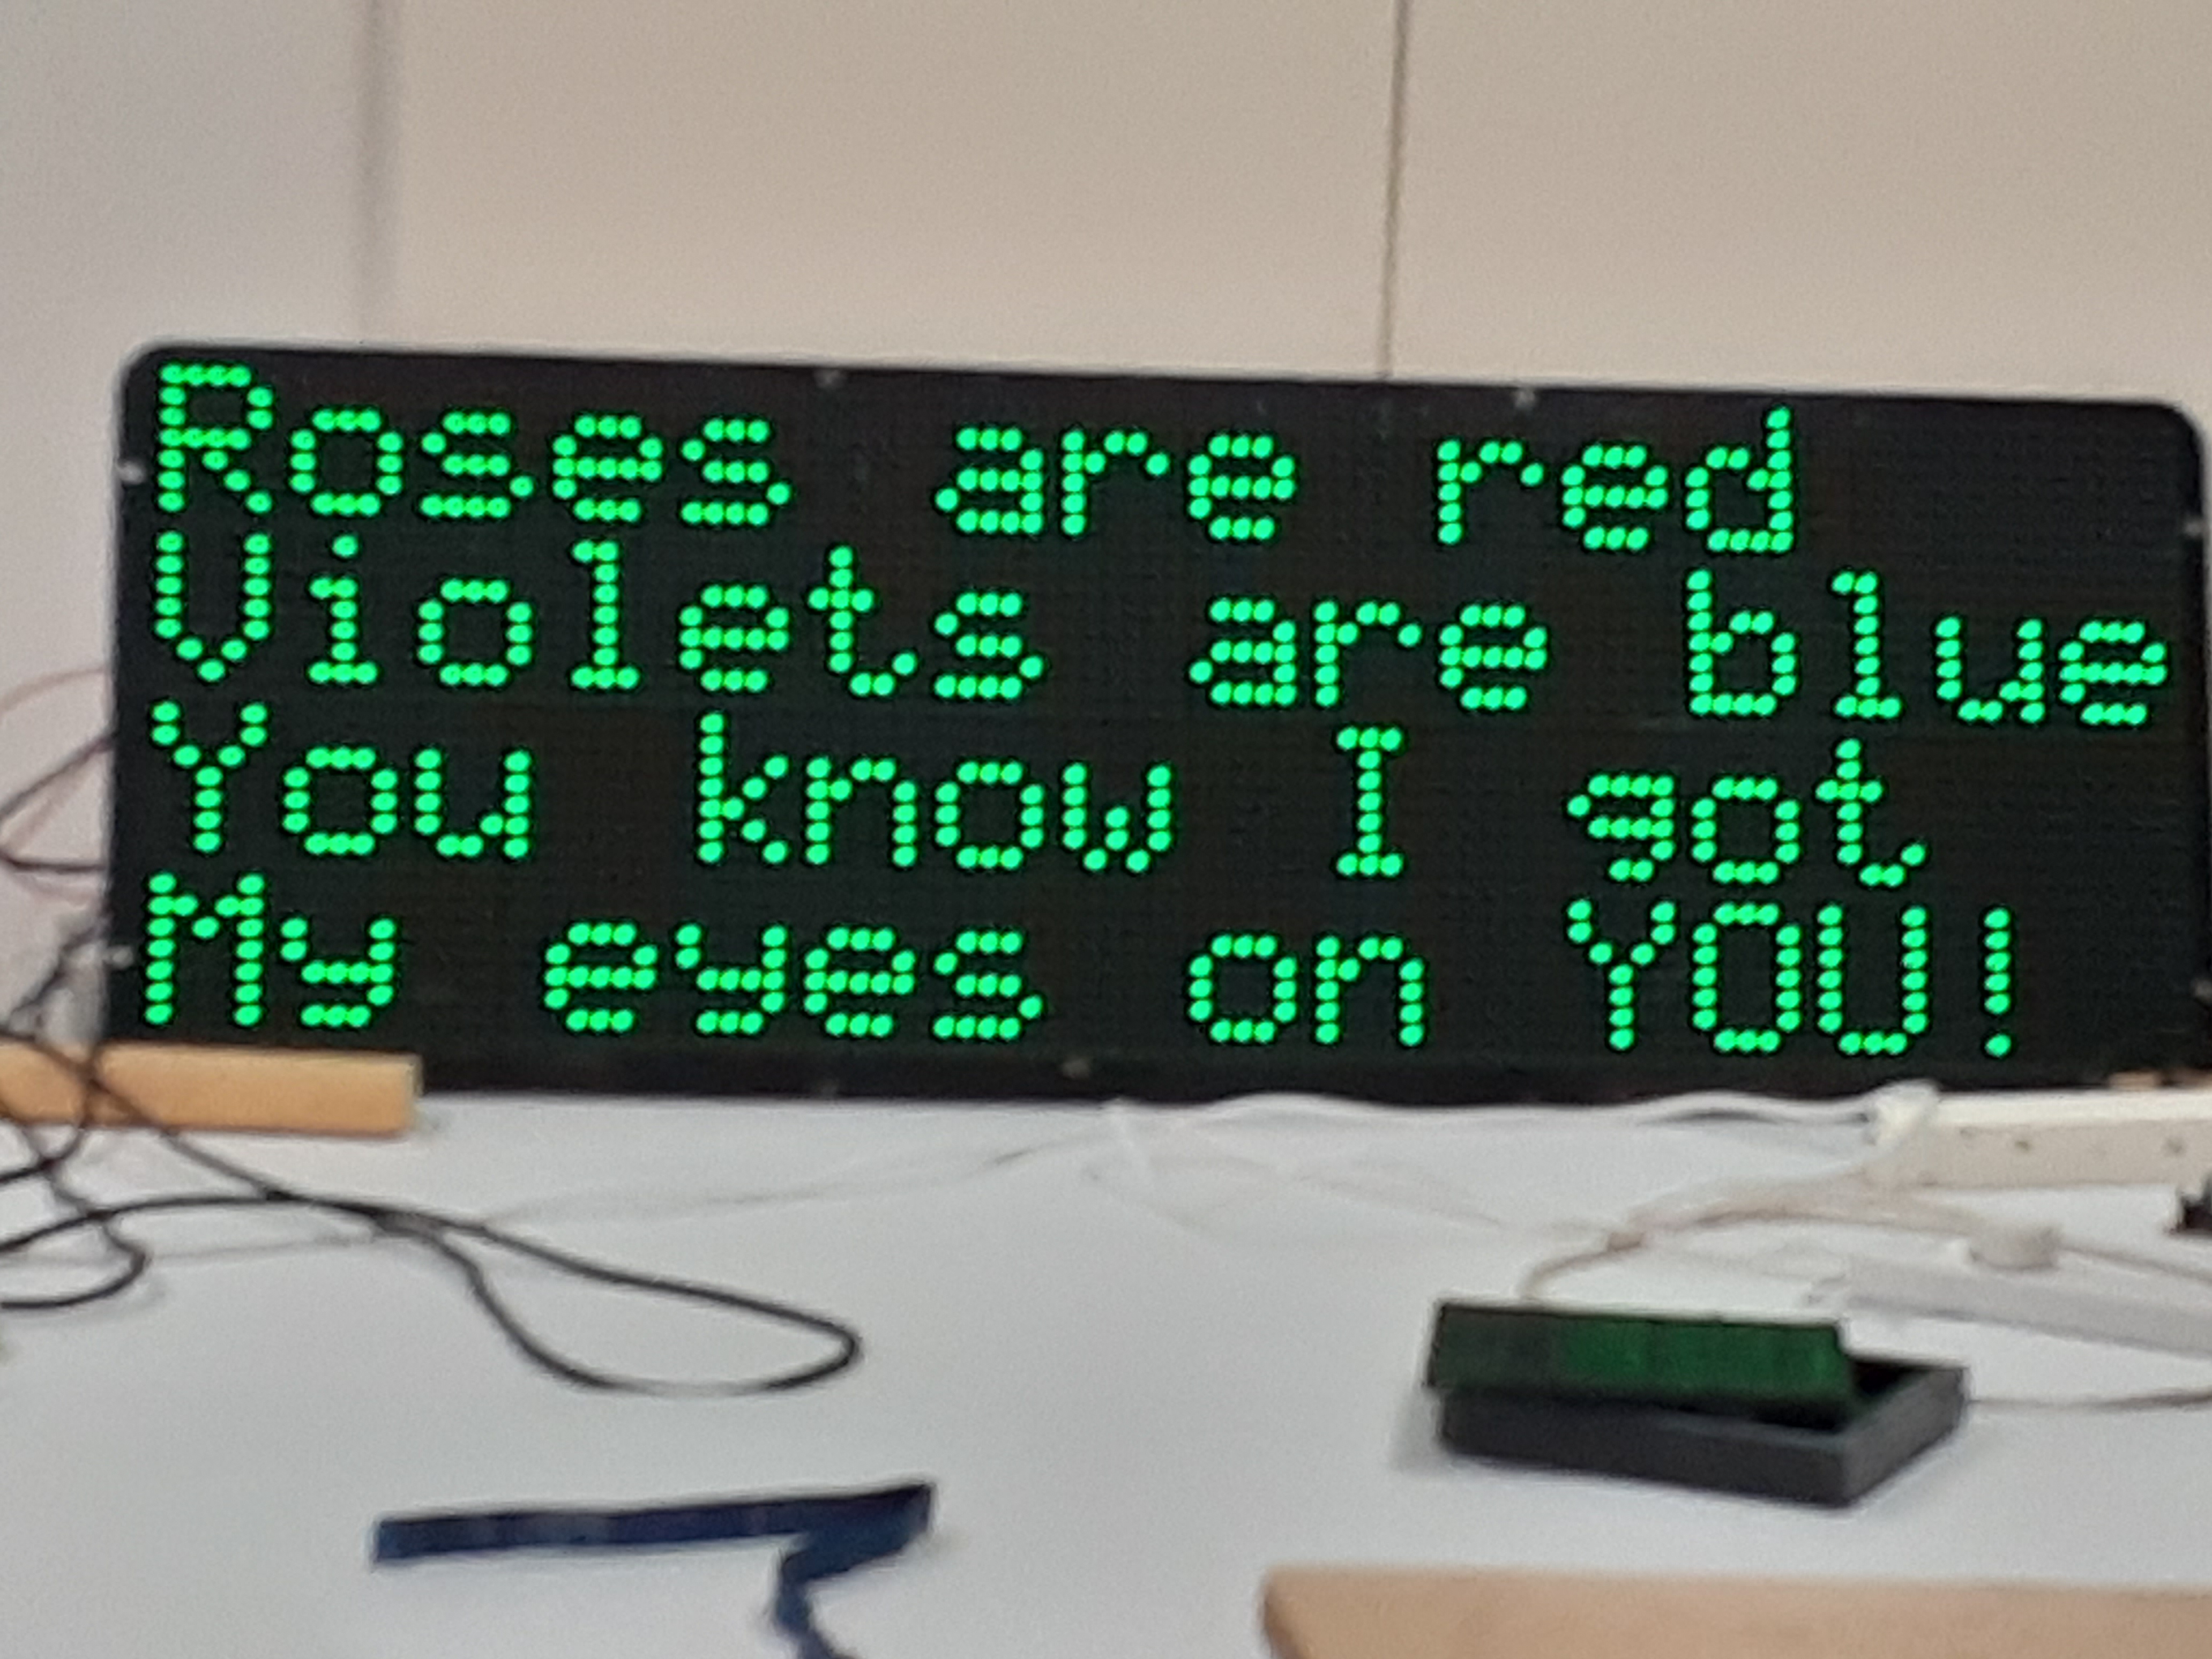 Roses are red
Violets are blue
You know I got
My eyes on YOU!